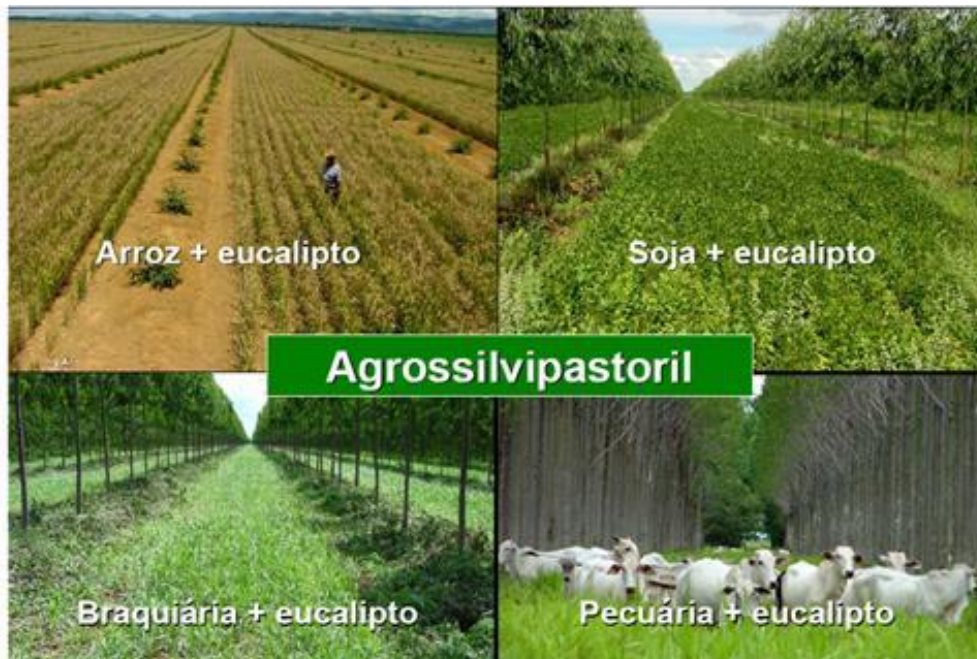 Arroz + eucalipto
Soja + eucalipto
Agrossilvipastoril
Braquiária + eucalipto
Pecuária + eucalipto